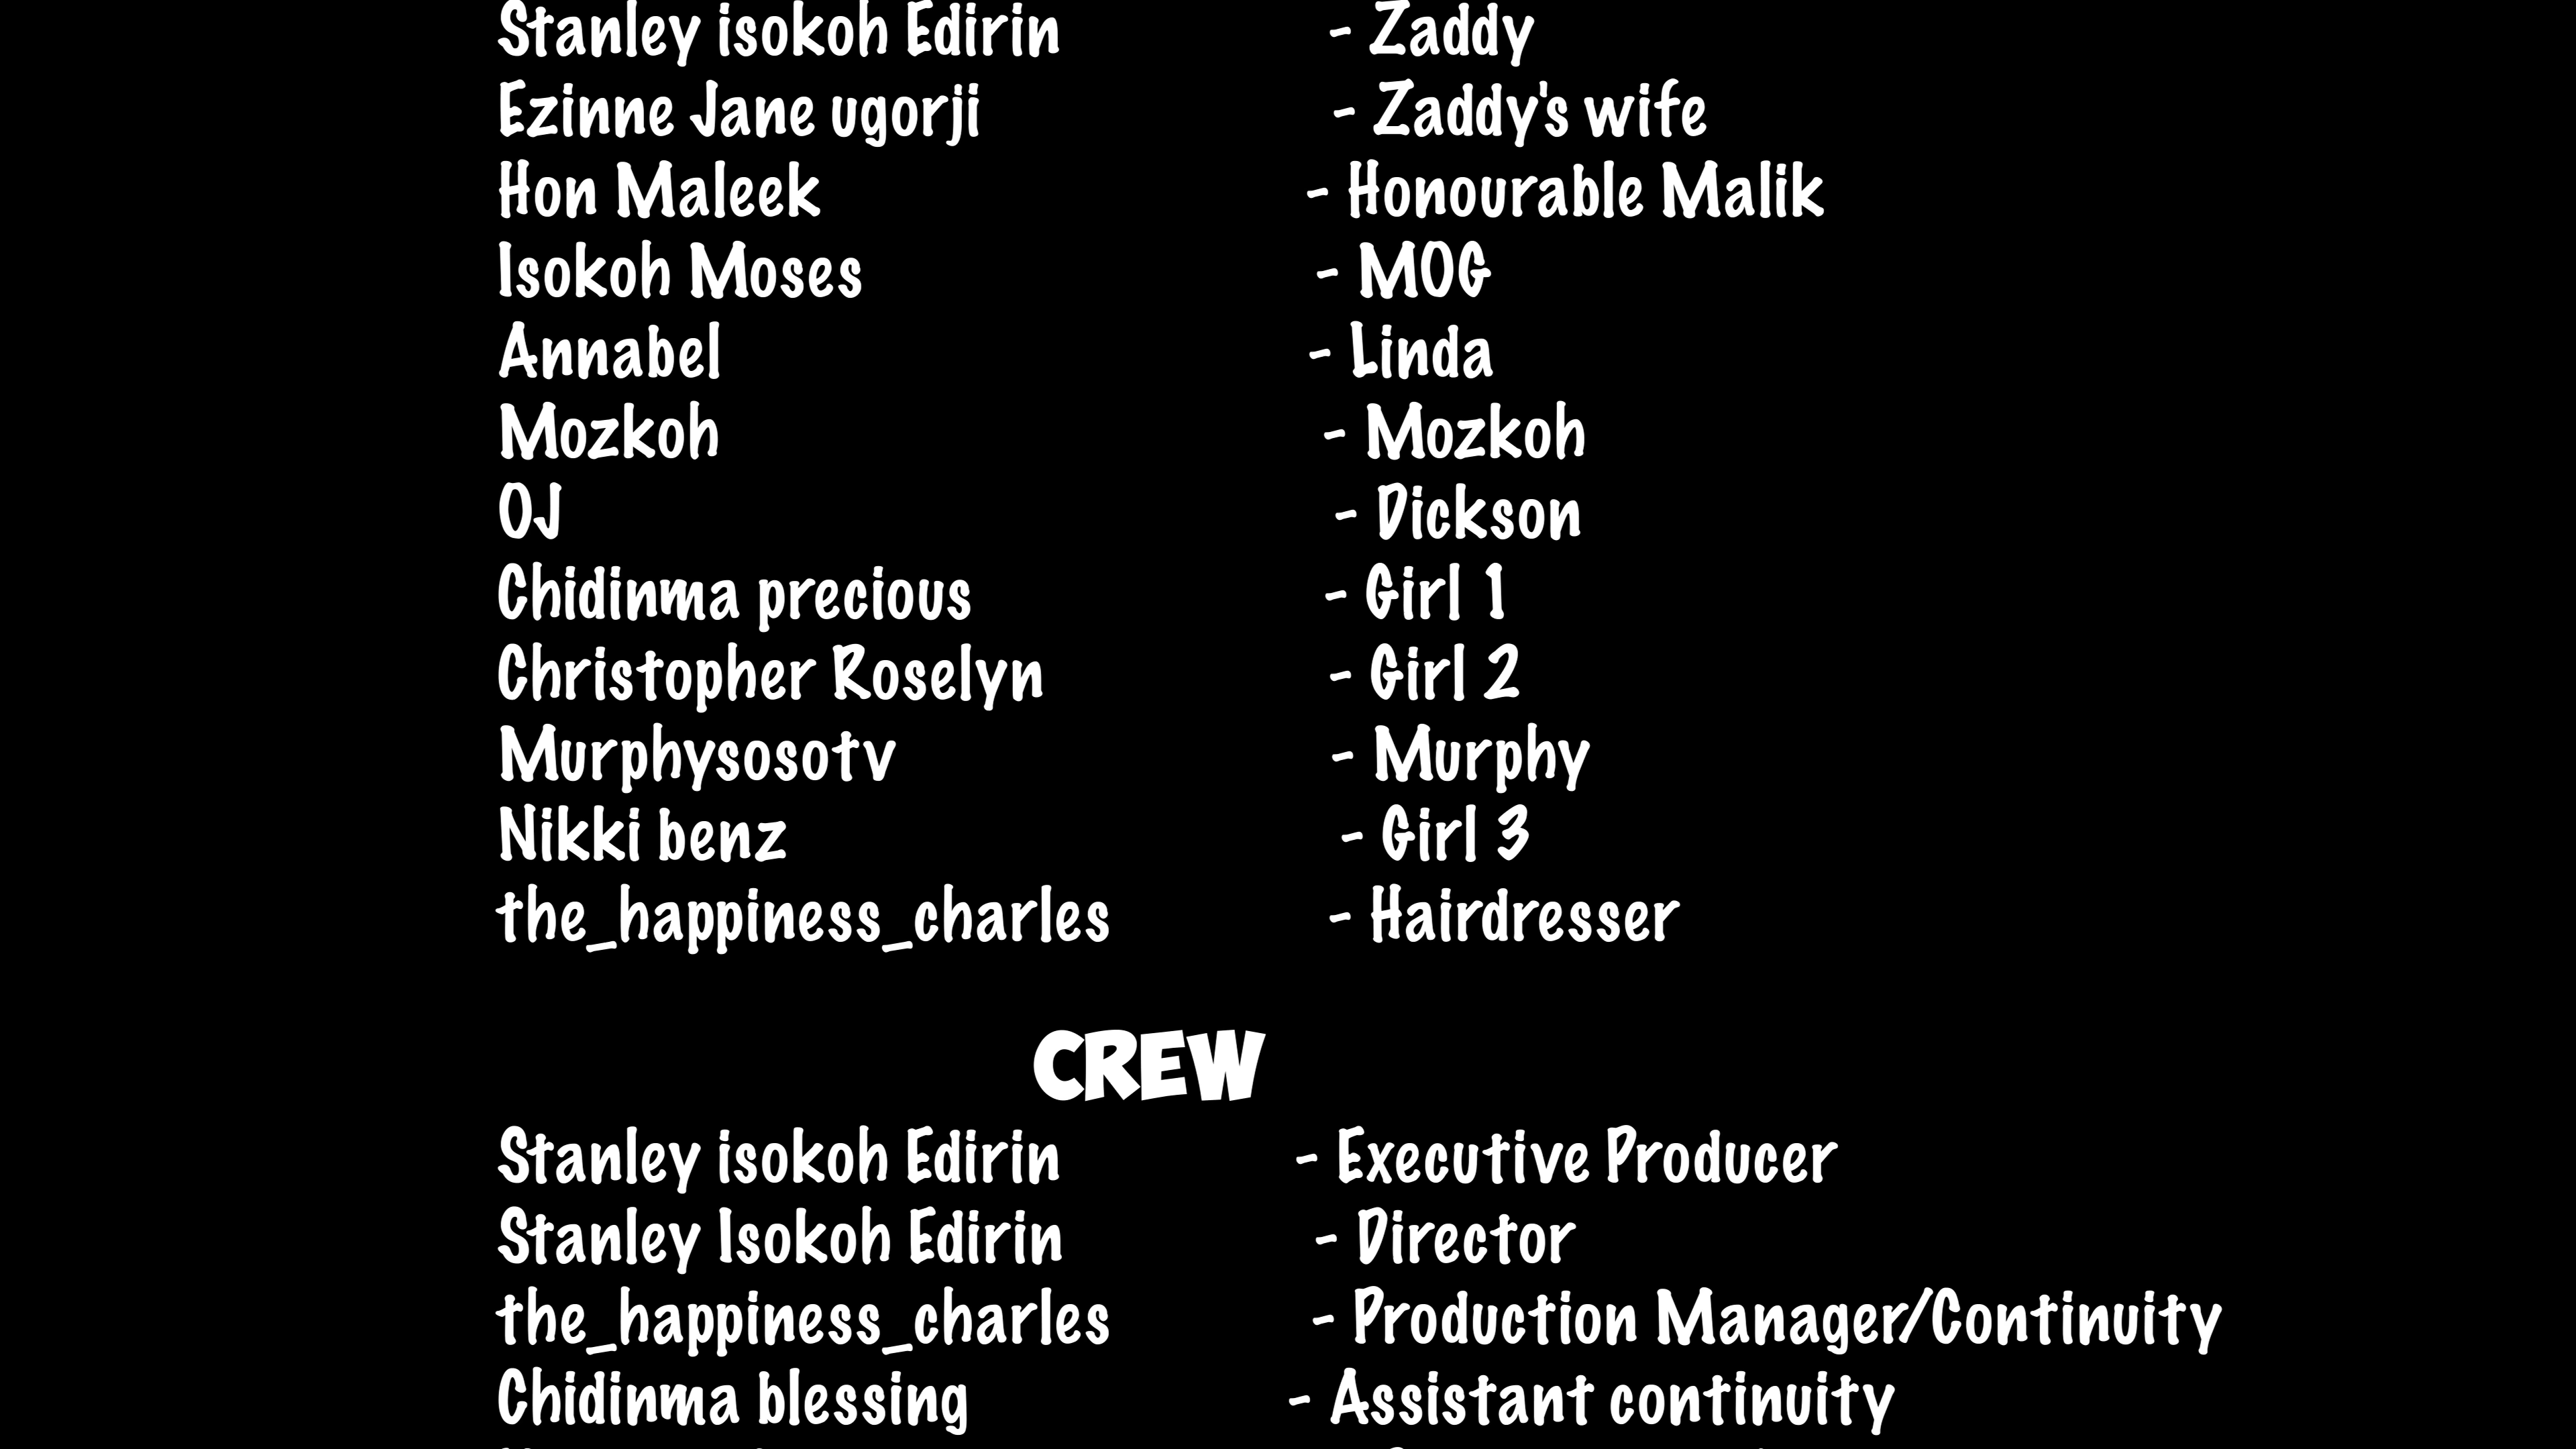 Stanley isokoh Edirin - Zaddy
Ezinne Jane ugorji - Zaddy's wife
Hon Maleek - Honourable Malik
Isokoh Moses - MOG
Annabel - Linda
Mozkoh - Mozkoh
OJ - Dickson
Chidinma precious - Girl 1
Christopher Roselyn - Girl 2
Murphysosotv - Murphy
Nikki benz - Girl 3
the_happiness_charles - Hairdresser
CREW
Stanley isokoh Edirin - Executive Producer
Stanley Isokoh Edirin - Director
the_happiness_charles - Production Manager/Continuity
Chidinma blessing - Assistant continuity